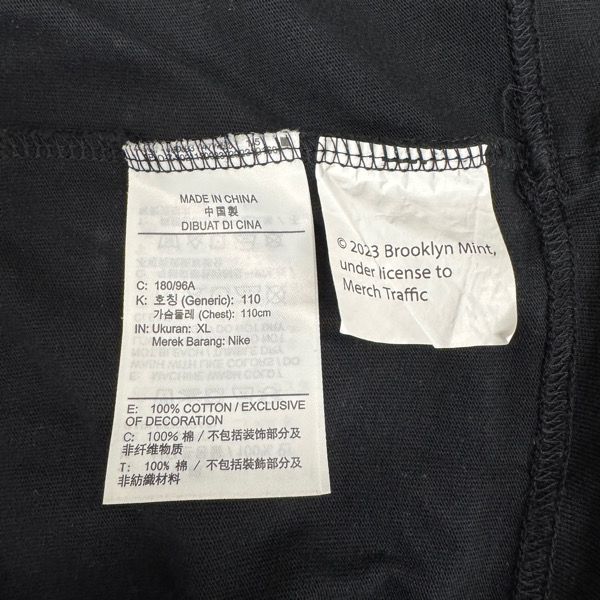 MADE IN CHINA
中国製
DIBUAT DI CINA
C: 180/96A
K: 호칭 (Generic): 110
가슴둘레 (Chest): 110cm
IN: Ukuran: XL
Merek Barang: Nike
E: 100% COTTON / EXCLUSIVE
OF DECORATION
C: 100% 棉 / 不包括装饰部分及
非纤维物质
T: 100% 棉 / 不包括裝飾部分及
非紡織材料
© 2023 Brooklyn Mint,
under license to
Merch Traffic